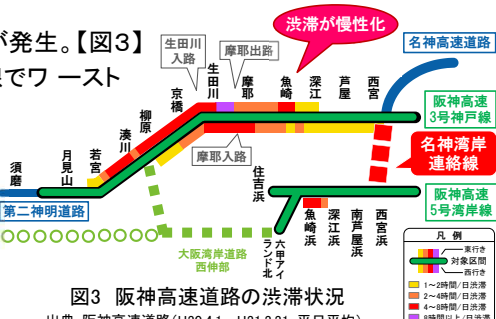 が発生。【図3】
線でワースト
渋滞が慢性化
名神高速道路
生田川入路
摩耶出路
生田川
摩耶
魚崎
深江
芦屋
西宮
京橋
柳原
湊川
若宮
月見山
須磨
摩耶入路
阪神高速
3号神戸線
名神湾岸
連絡線
第二神明道路
住吉浜
阪神高速
5号湾岸線
六甲アイランド北
魚崎浜
深江浜
南芦屋浜
西宮浜
大阪湾岸道路
西伸部
凡例
東行き
対象区間
西行き
1~2時間/日渋滞
2~4時間/日渋滞
4~8時間/日渋滞
8時間以上/日渋滞
図3 阪神高速道路の渋滞状況